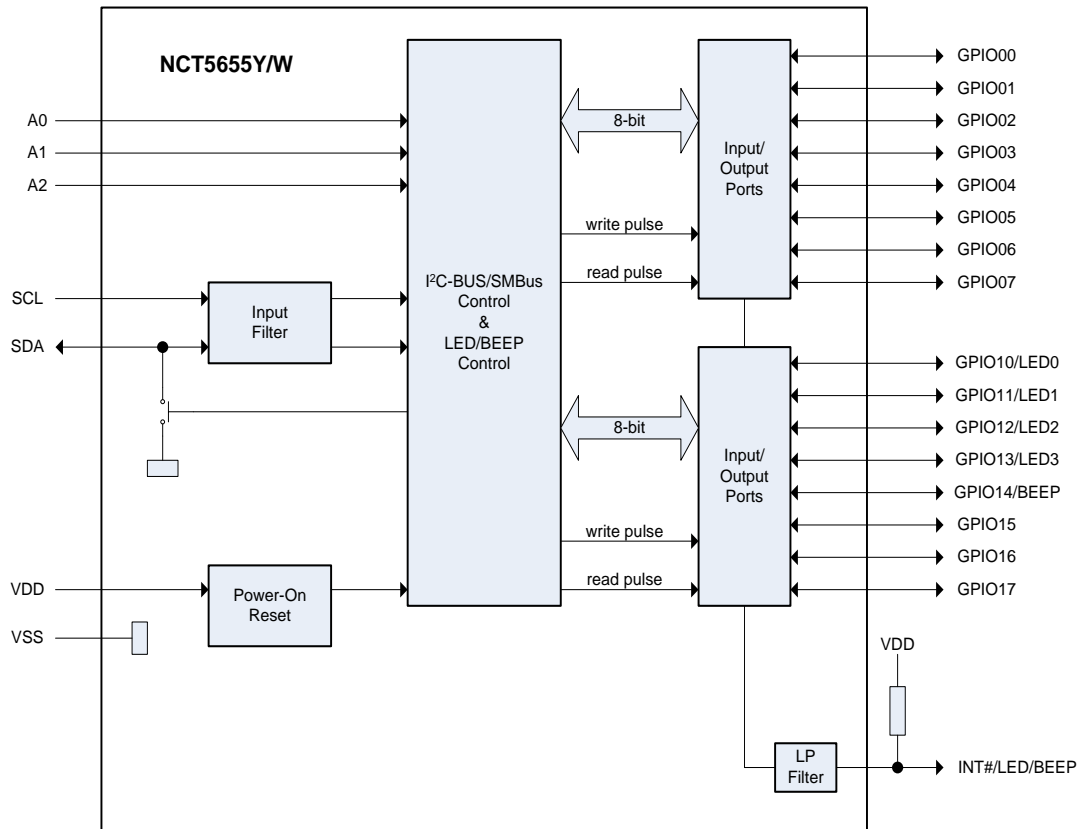 NCT5655Y/W
A0
A1
A2
SCL
SDA
VDD
VSS
Input
Filter
Power-On
Reset
I²C-BUS/SMBus
Control
&
LED/BEEP
Control
8-bit
write pulse
read pulse
8-bit
write pulse
read pulse
Input/
Output
Ports
Input/
Output
Ports
GPIO00
GPIO01
GPIO02
GPIO03
GPIO04
GPIO05
GPIO06
GPIO07
GPIO10/LED0
GPIO11/LED1
GPIO12/LED2
GPIO13/LED3
GPIO14/BEEP
GPIO15
GPIO16
GPIO17
VDD
LP
Filter
INT#/LED/BEEP